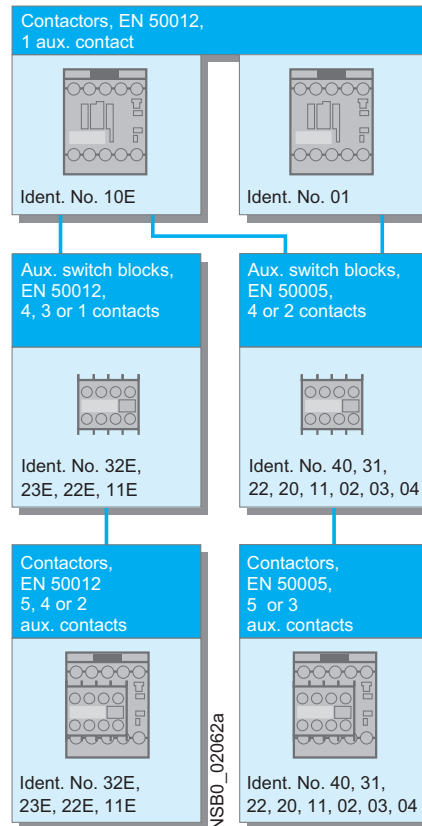 Contactors, EN 50012,
1 aux. contact
Ident. No. 10E
Ident. No. 01
Aux. switch blocks,
EN 50012,
4, 3 or 1 contacts
Aux. switch blocks,
EN 50005,
4 or 2 contacts
Ident. No. 32E,
23E, 22E, 11E
Ident. No. 40, 31,
22, 20, 11, 02, 03, 04
Contactors,
EN 50012
5, 4 or 2
aux. contacts
Contactors,
EN 50005,
5 or 3
aux. contacts
Ident. No. 32E,
23E, 22E, 11E
NSB0_02062a
Ident. No. 40, 31,
22, 20, 11, 02, 03, 04